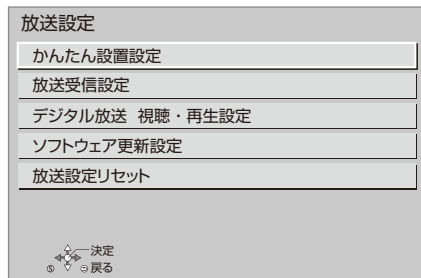 放送設定
かんたん設置設定
放送受信設定
デジタル放送 視聴・再生設定
ソフトウェア更新設定
放送設定リセット
決定
S 戻る